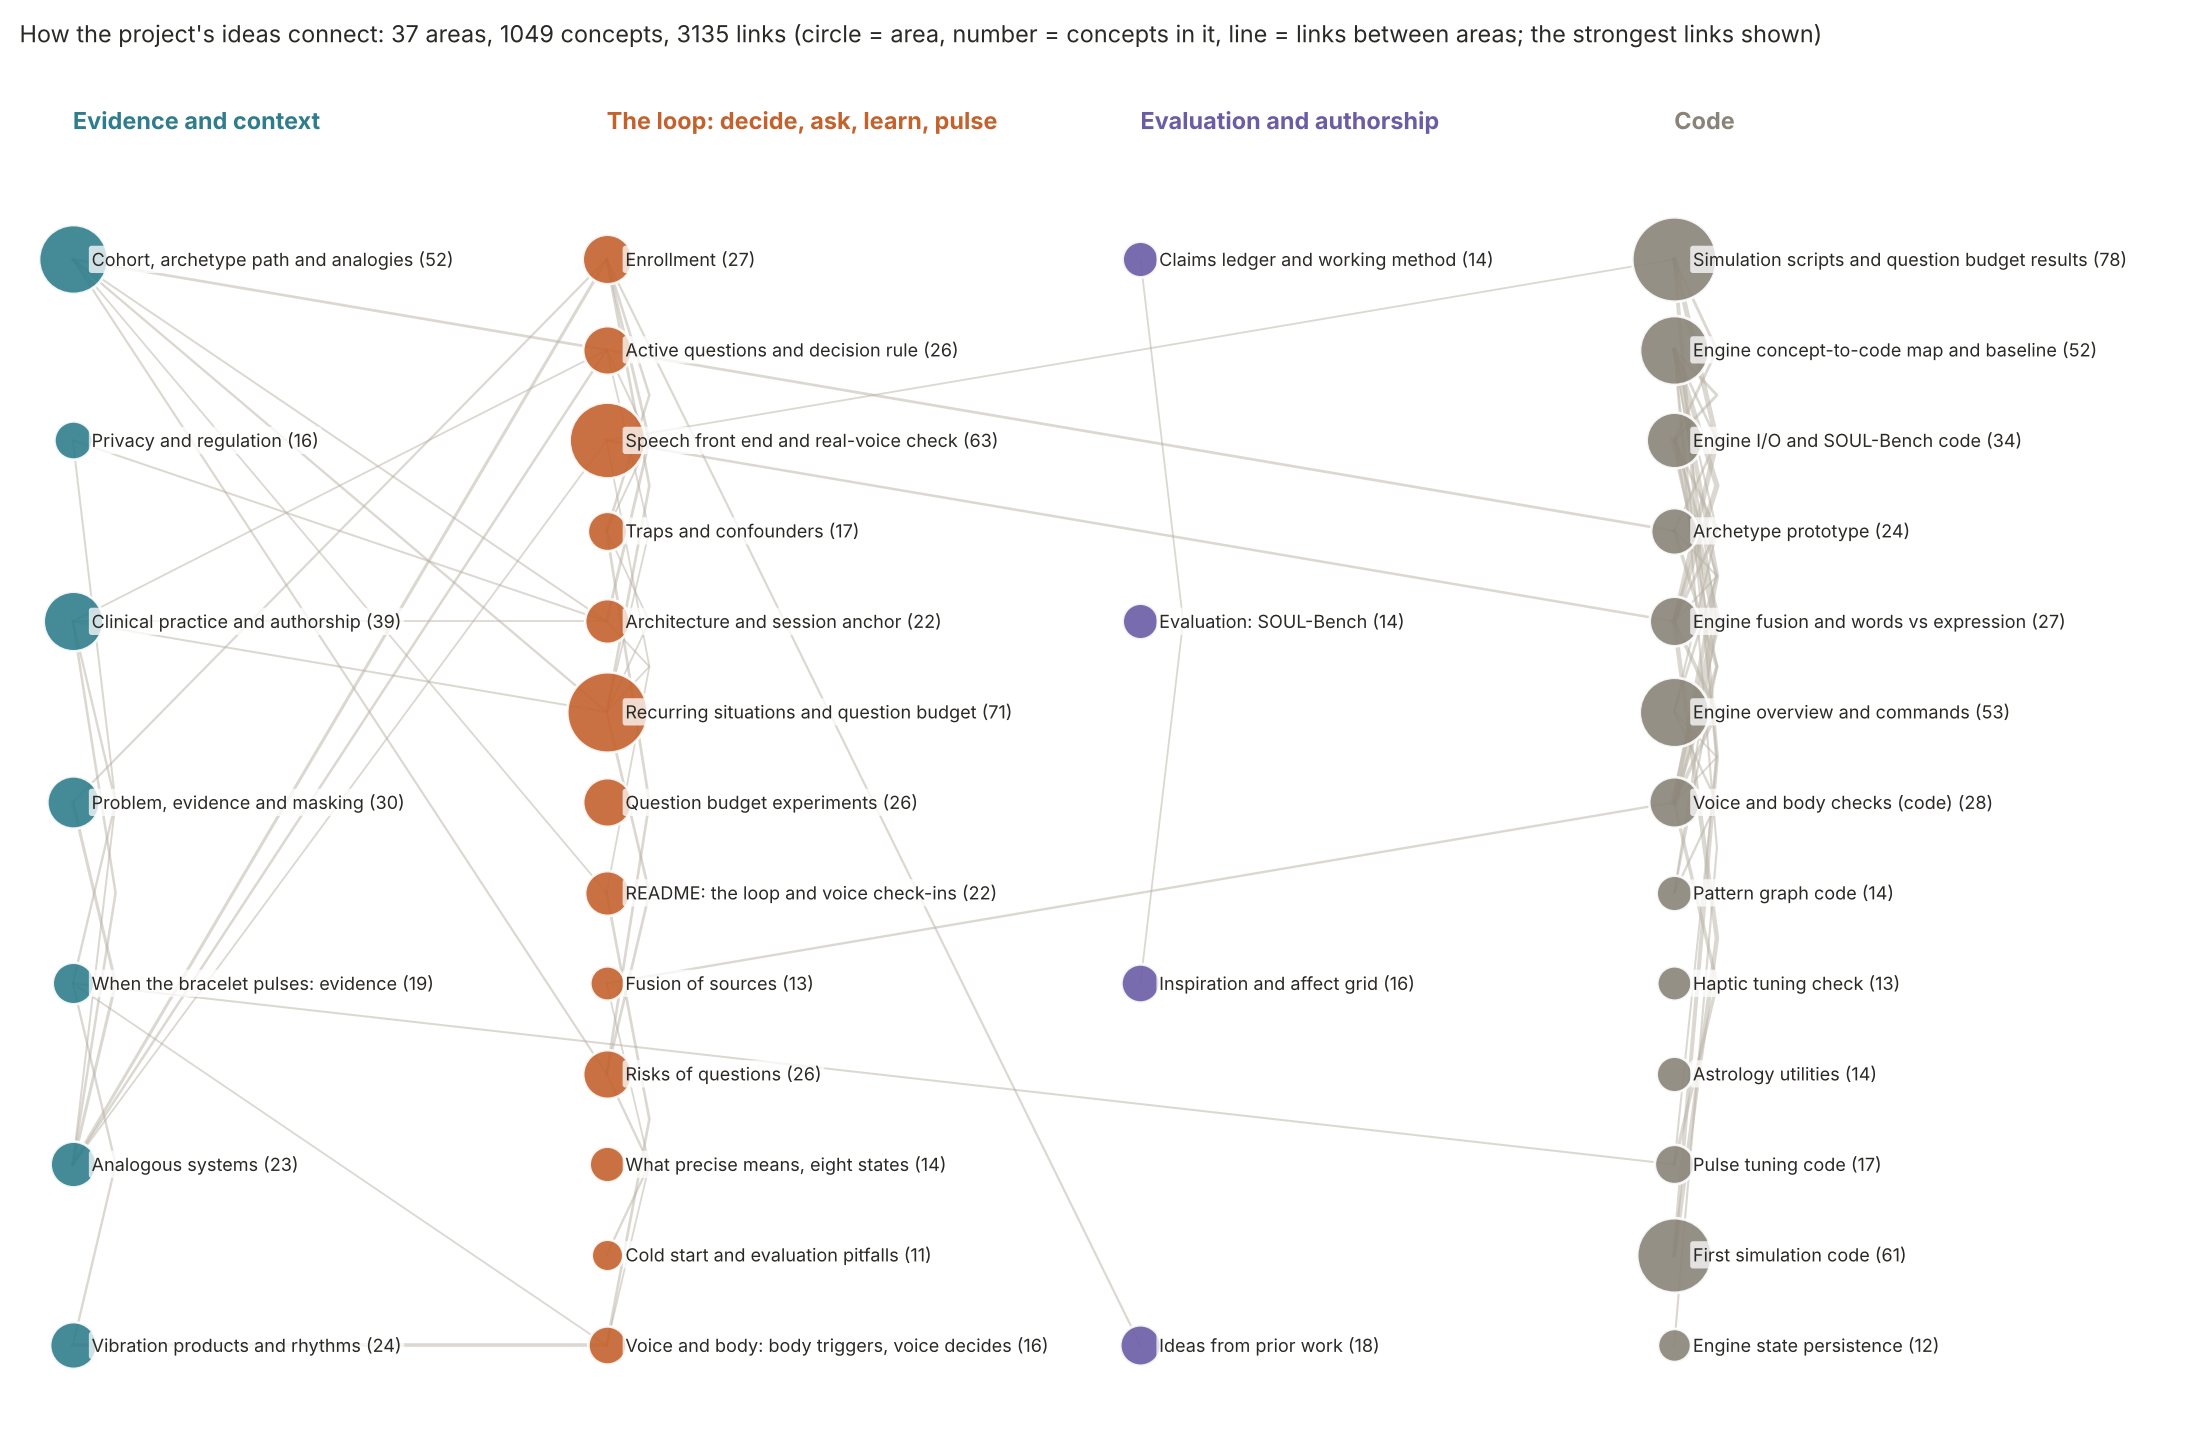 How the project's ideas connect: 37 areas, 1049 concepts, 3135 links (circle = area, number = concepts in it, line = links between areas; the strongest links shown)
Evidence and context
Cohort, archetype path and analogies (52)
Privacy and regulation (16)
Clinical practice and authorship (39)
Problem, evidence and masking (30)
When the bracelet pulses: evidence (19)
Analogous systems (23)
Vibration products and rhythms (24)
The loop: decide, ask, learn, pulse
Enrollment (27)
Active questions and decision rule (26)
Speech front end and real-voice check (63)
Traps and confounders (17)
Architecture and session anchor (22)
Recurring situations and question budget (71)
Question budget experiments (26)
README: the loop and voice check-ins (22)
Fusion of sources (13)
Risks of questions (26)
What precise means, eight states (14)
Cold start and evaluation pitfalls (11)
Voice and body: body triggers, voice decides (16)
Evaluation and authorship
Claims ledger and working method (14)
Evaluation: SOUL-Bench (14)
Inspiration and affect grid (16)
Ideas from prior work (18)
Code
Simulation scripts and question budget results (78)
Engine concept-to-code map and baseline (52)
Engine I/O and SOUL-Bench code (34)
Archetype prototype (24)
Engine fusion and words vs expression (27)
Engine overview and commands (53)
Voice and body checks (code) (28)
Pattern graph code (14)
Haptic tuning check (13)
Astrology utilities (14)
Pulse tuning code (17)
First simulation code (61)
Engine state persistence (12)